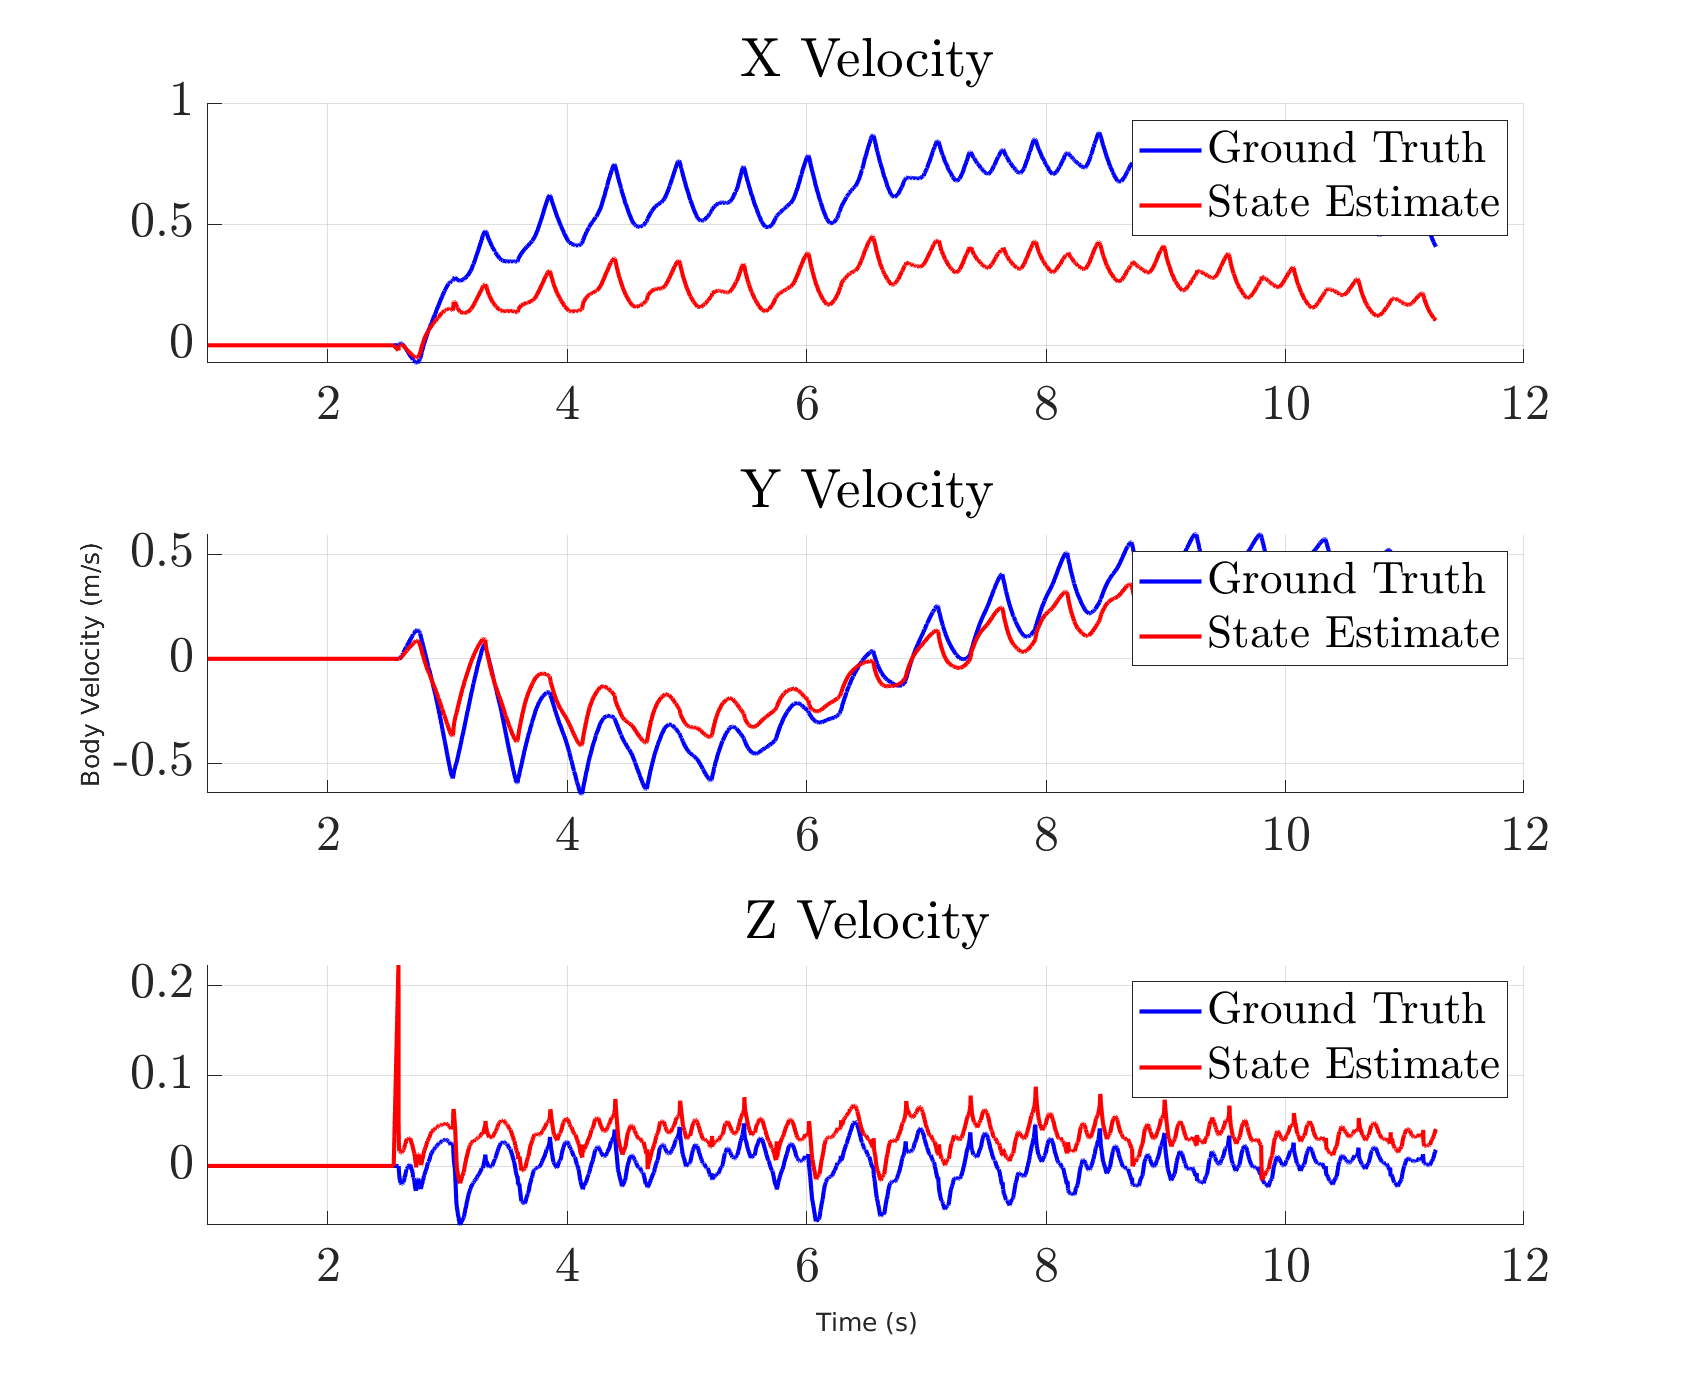 X Velocity
1
0.5
0
Ground Truth
State Estimate
2 4 6 8 10 12
Y Velocity
Body Velocity (m/s)
0.5
0
-0.5
Ground Truth
State Estimate
2 4 6 8 10 12
Z Velocity
0.2
0.1
0
Ground Truth
State Estimate
2 4 6 8 10 12
Time (s)